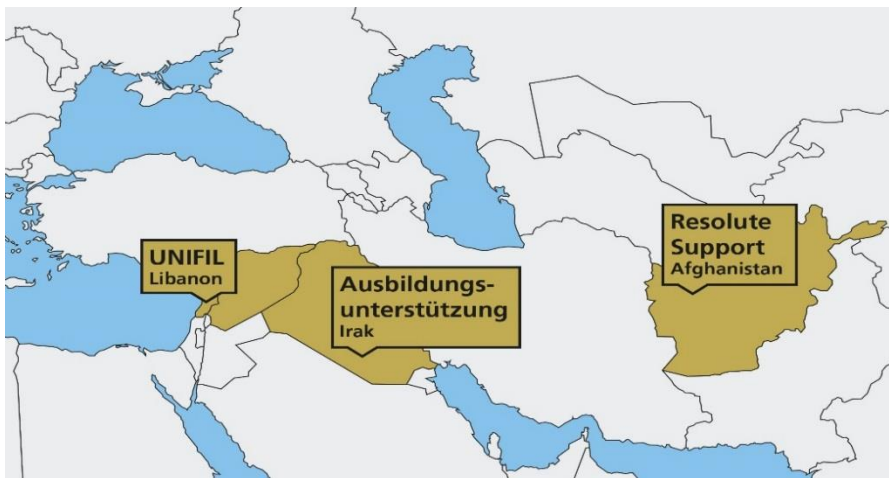 UNIFIL
Libanon
Ausbildungs-
unterstützung
Irak
Resolute
Support
Afghanistan